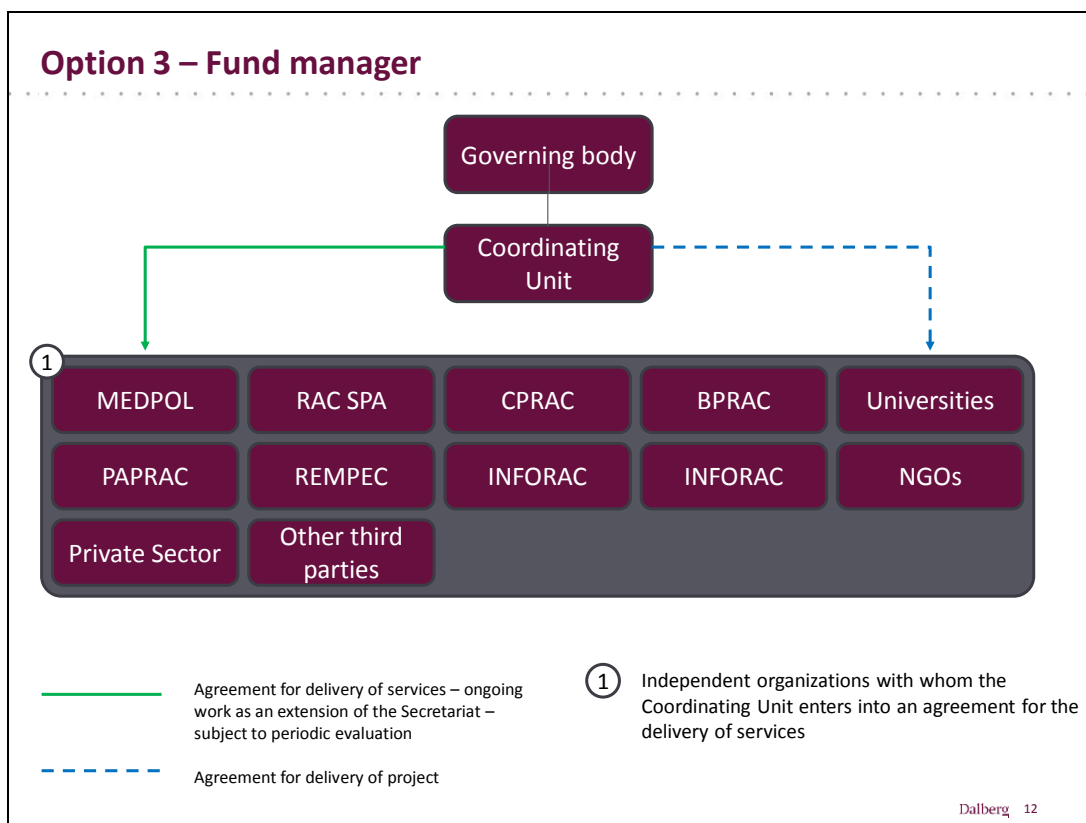 Option 3 – Fund manager
Governing body
Coordinating
Unit
1
MEDPOL
RAC SPA
CPRAC
BPRAC
Universities
PAPRAC
REMPEC
INFORAC
INFORAC
NGOs
Private Sector
Other third
parties
Agreement for delivery of services – ongoing
work as an extension of the Secretariat –
subject to periodic evaluation
Agreement for delivery of project
1
Independent organizations with whom the
Coordinating Unit enters into an agreement for the
delivery of services
Dalberg 12